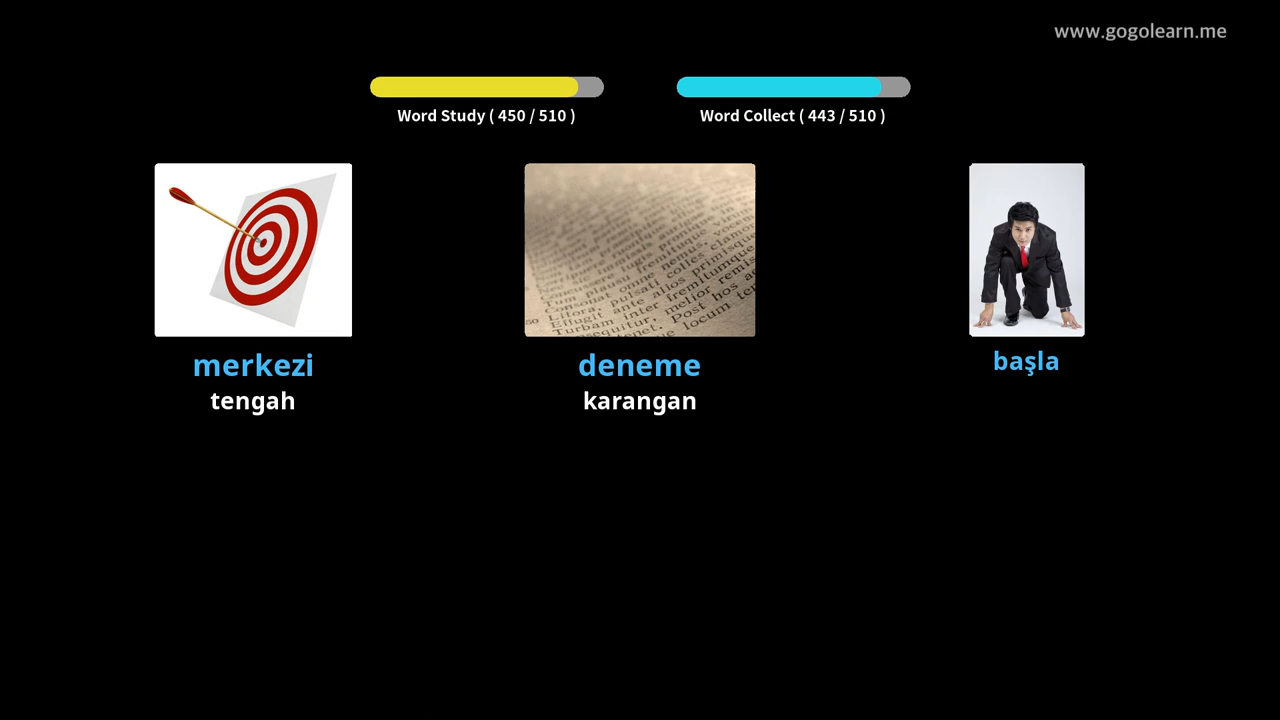 www.gogolearn.me
Word Study ( 450 / 510 )
Word Collect ( 443 / 510 )
merkezi
tengah
deneme
karangan
başla